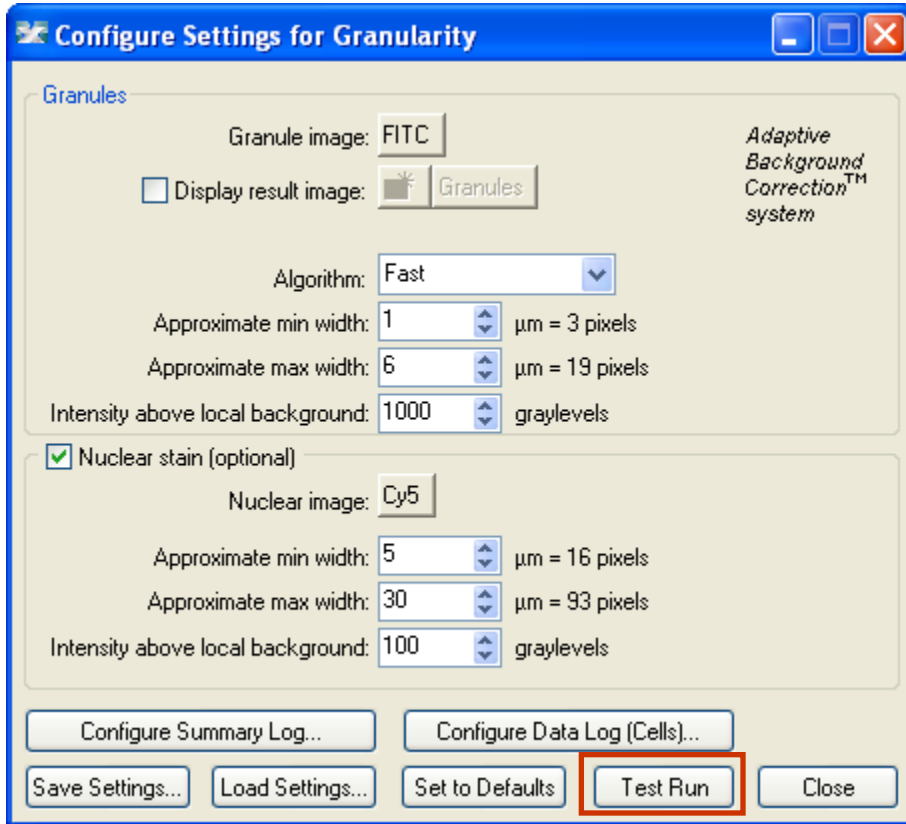 Configure Settings for Granularity
Granules
Granule image: FITC
Adaptive
Background
Correction™
system
Display result image: Granules
Algorithm: Fast
Approximate min width: 1 µm = 3 pixels
Approximate max width: 6 µm = 19 pixels
Intensity above local background: 1000 graylevels
Nuclear stain (optional)
Nuclear image: Cy5
Approximate min width: 5 µm = 16 pixels
Approximate max width: 30 µm = 93 pixels
Intensity above local background: 100 graylevels
Configure Summary Log... Configure Data Log (Cells)...
Save Settings... Load Settings... Set to Defaults Test Run Close